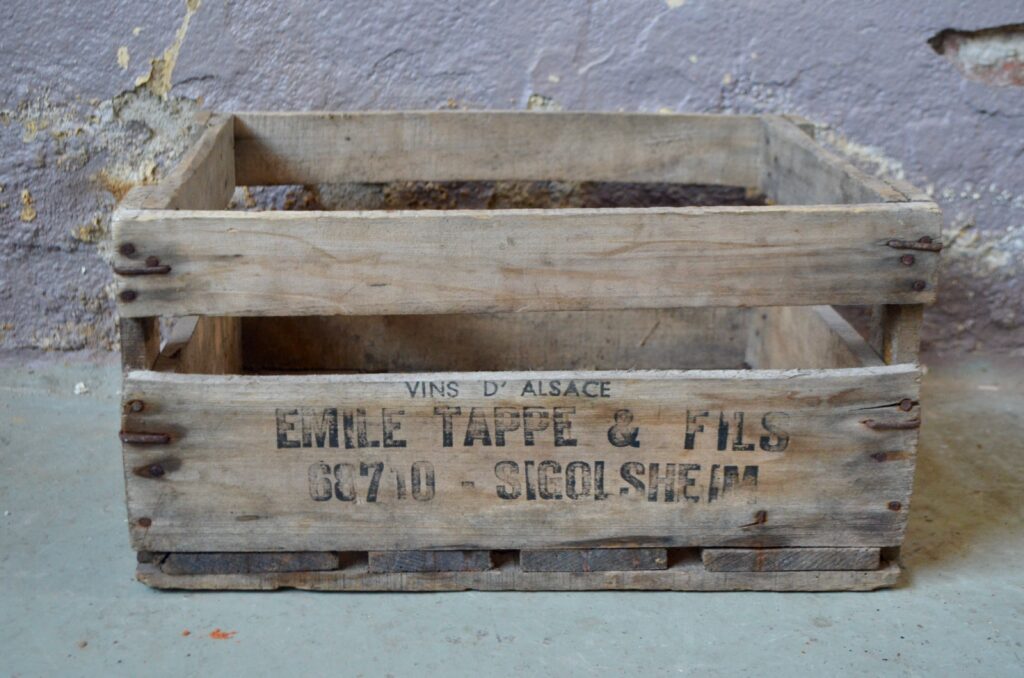 VINS D' ALSACE
EMILE TAPPE & FILS
68710 - SIGOLSHEIM